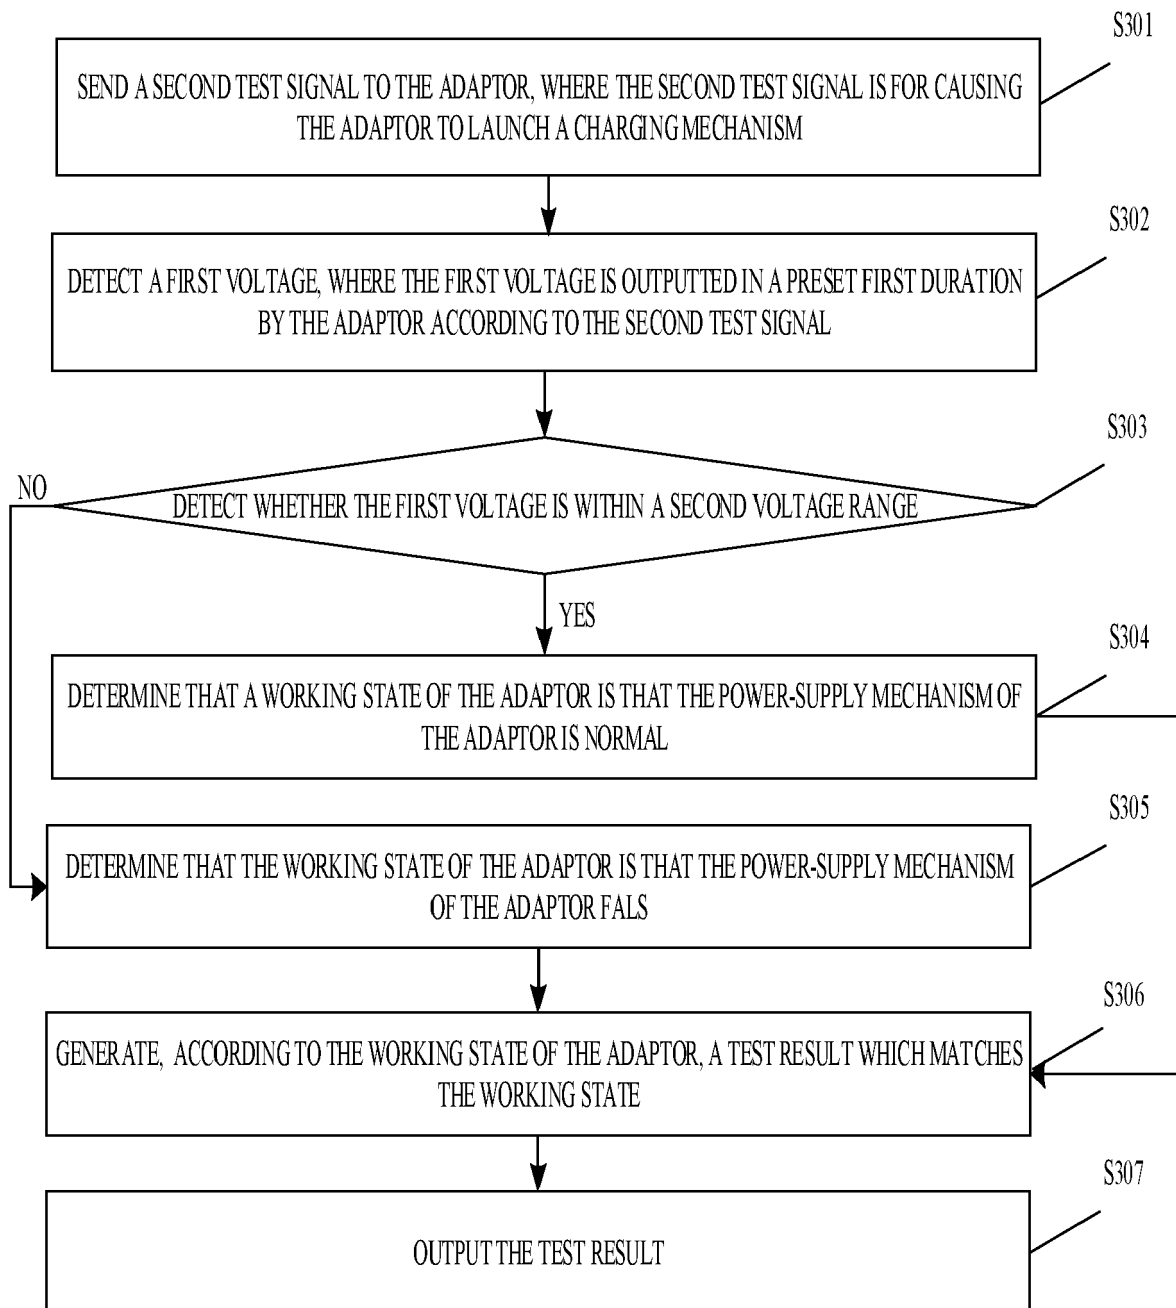 S301
SEND A SECOND TEST SIGNAL TO THE ADAPTOR, WHERE THE SECOND TEST SIGNAL IS FOR CAUSING
THE ADAPTOR TO LAUNCH A CHARGING MECHANISM
S302
DETECT A FIRST VOLTAGE, WHERE THE FIRST VOLTAGE IS OUTPUTTED IN A PRESET FIRST DURATION
BY THE ADAPTOR ACCORDING TO THE SECOND TEST SIGNAL
S303
NO
DETECT WHETHER THE FIRST VOLTAGE IS WITHIN A SECOND VOLTAGE RANGE
YES
S304
DETERMINE THAT A WORKING STATE OF THE ADAPTOR IS THAT THE POWER-SUPPLY MECHANISM OF
THE ADAPTOR IS NORMAL
S305
DETERMINE THAT THE WORKING STATE OF THE ADAPTOR IS THAT THE POWER-SUPPLY MECHANISM
OF THE ADAPTOR FALS
S306
GENERATE, ACCORDING TO THE WORKING STATE OF THE ADAPTOR, A TEST RESULT WHICH MATCHES
THE WORKING STATE
S307
OUTPUT THE TEST RESULT